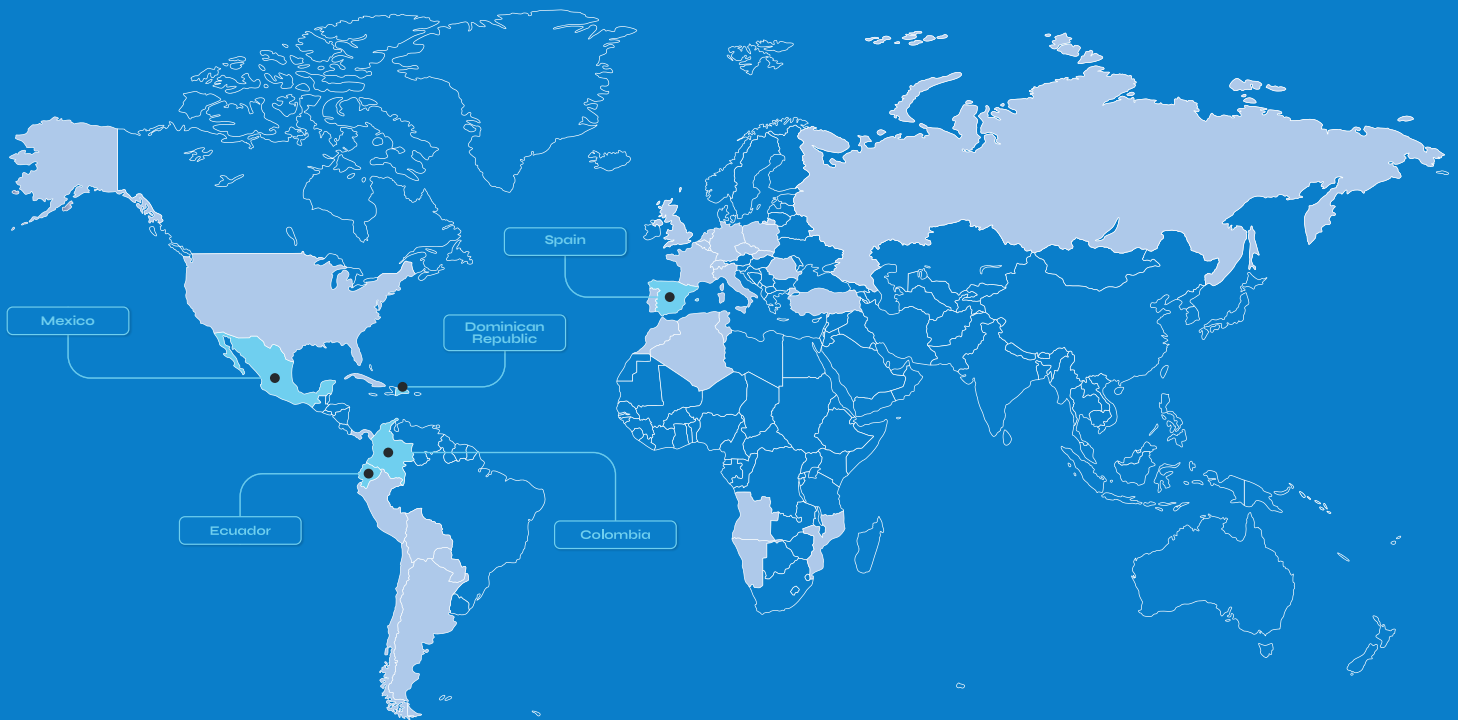 Spain
Mexico
Dominican
Republic
Ecuador
Colombia